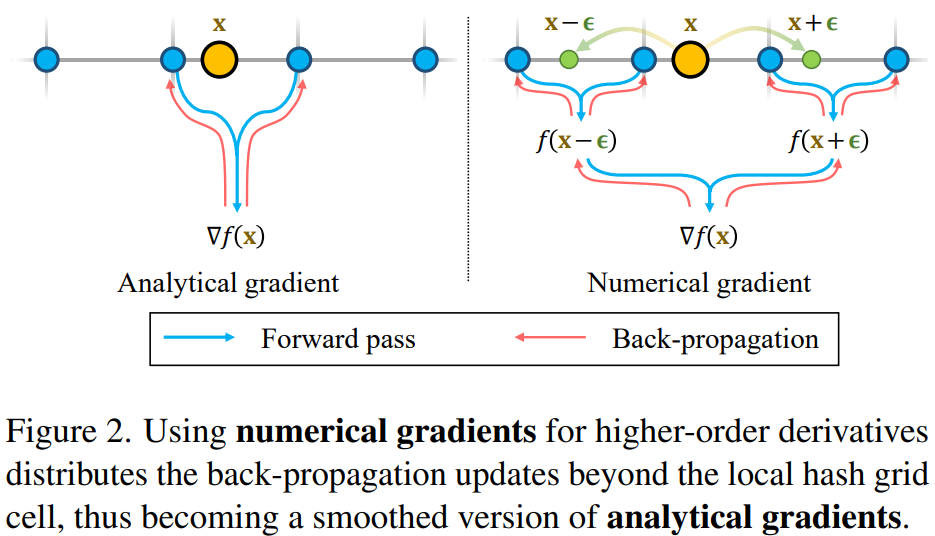 x
∇f(x)
Analytical gradient
x−ϵ x x+ϵ
f(x−ϵ) f(x+ϵ)
∇f(x)
Numerical gradient
Forward pass Back-propagation
Figure 2. Using numerical gradients for higher-order derivatives
distributes the back-propagation updates beyond the local hash grid
cell, thus becoming a smoothed version of analytical gradients.